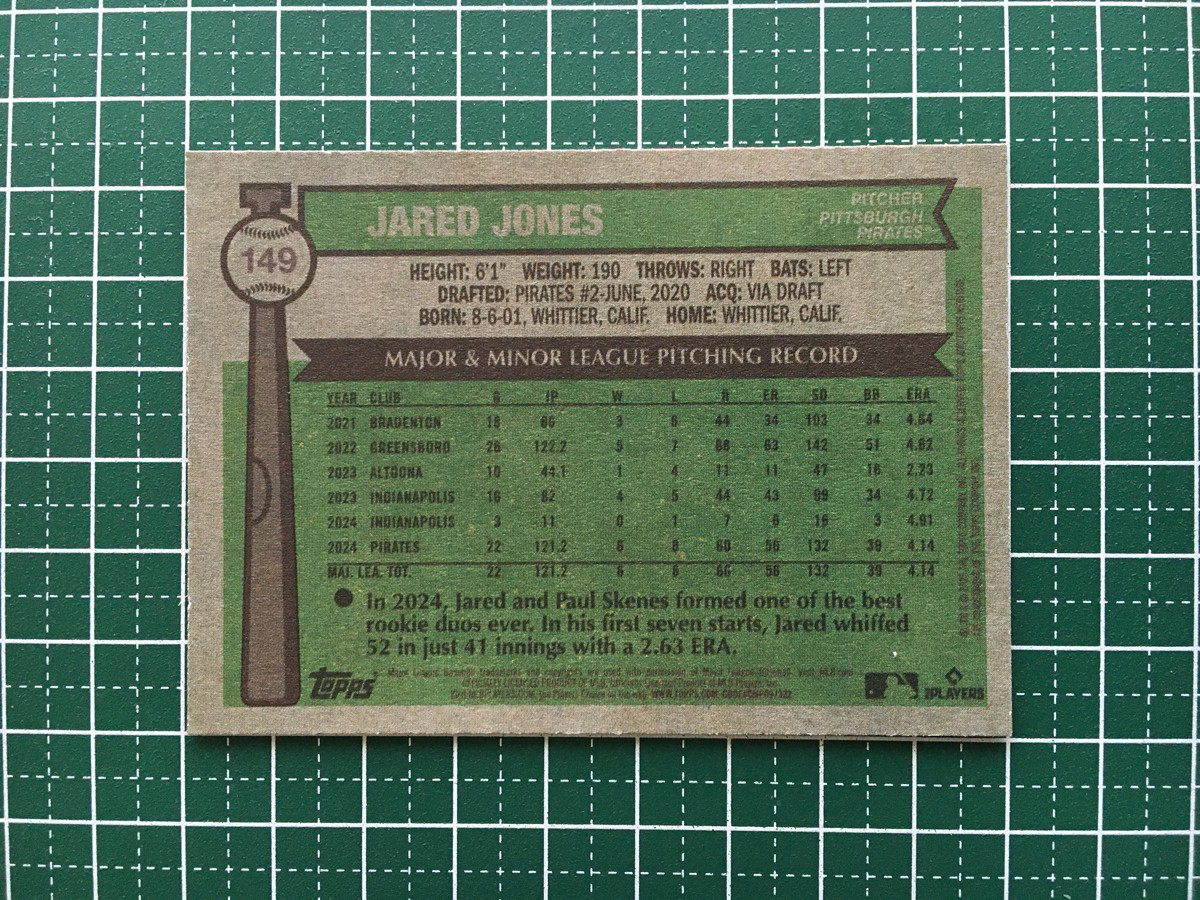 JARED JONES
PITCHER
PITTSBURGH
PIRATES™
149
HEIGHT: 6'1" WEIGHT: 190 THROWS: RIGHT BATS: LEFT
DRAFTED: PIRATES #2-JUNE, 2020 ACQ: VIA DRAFT
BORN: 8-6-01, WHITTIER, CALIF. HOME: WHITTIER, CALIF.
MAJOR & MINOR LEAGUE PITCHING RECORD
YEAR CLUB G IP W L R ER SO BB ERA
2021 BRADENTON 18 66 3 6 44 34 103 34 4.64
2022 GREENSBORO 26 122.2 5 7 68 63 142 51 4.62
2023 ALTOONA 10 44.1 1 4 11 11 47 16 2.23
2023 INDIANAPOLIS 16 82 4 5 44 43 99 34 4.72
2024 INDIANAPOLIS 3 11 0 1 7 6 16 3 4.91
2024 PIRATES 22 121.2 6 8 60 56 132 39 4.14
MAJ. LEA. TOT. 22 121.2 6 8 60 56 132 39 4.14
● In 2024, Jared and Paul Skenes formed one of the best
rookie duos ever. In his first seven starts, Jared whiffed
52 in just 41 innings with a 2.63 ERA.
Topps
PLAYERS